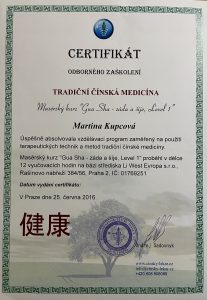 CERTIFIKÁT
ODBORNÉHO ZAŠKOLENÍ
TRADIČNÍ ČÍNSKÁ MEDICÍNA
Masérský kurz "Gua Sha - záda a šíje, Level 1"
Martina Kupcová
Úspěšně absolvovala vzdělávací program zaměřený na použití
terapeutických technik a metod tradiční čínské medicíny.
Masérský kurz "Gua Sha - záda a šíje, Level 1" proběhl v délce
12 vyučovacích hodin na bázi střediska Li West Evropa s.r.o.,
Rašínovo nábřeží 384/56, Praha 2, IČ: 01769251
Datum vydání certifikátu:
V Praze dne 25. června 2016
健康